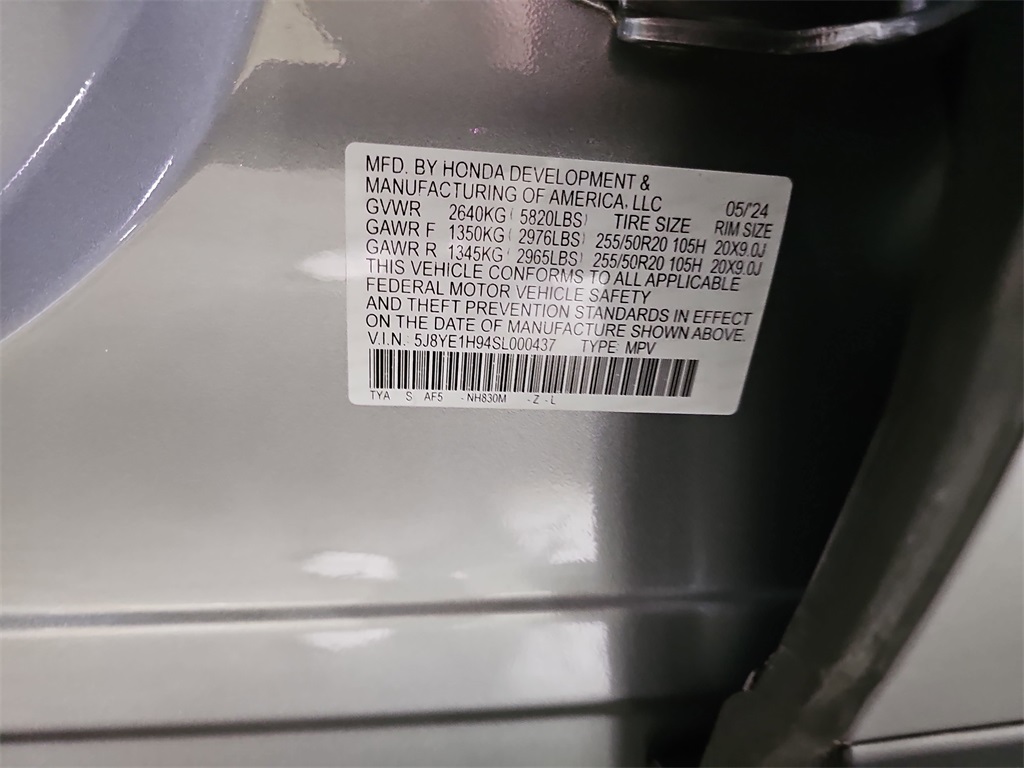 MFD. BY HONDA DEVELOPMENT &
MANUFACTURING OF AMERICA, LLC 05/'24
GVWR 2640KG ( 5820LBS) TIRE SIZE RIM SIZE
GAWR F 1350KG ( 2976LBS) 255/50R20 105H 20X9.0J
GAWR R 1345KG ( 2965LBS) 255/50R20 105H 20X9.0J
THIS VEHICLE CONFORMS TO ALL APPLICABLE
FEDERAL MOTOR VEHICLE SAFETY
AND THEFT PREVENTION STANDARDS IN EFFECT
ON THE DATE OF MANUFACTURE SHOWN ABOVE.
V.I.N. 5J8YE1H94SL000437 TYPE: MPV
TYA S AF5 - NH830M - Z - L